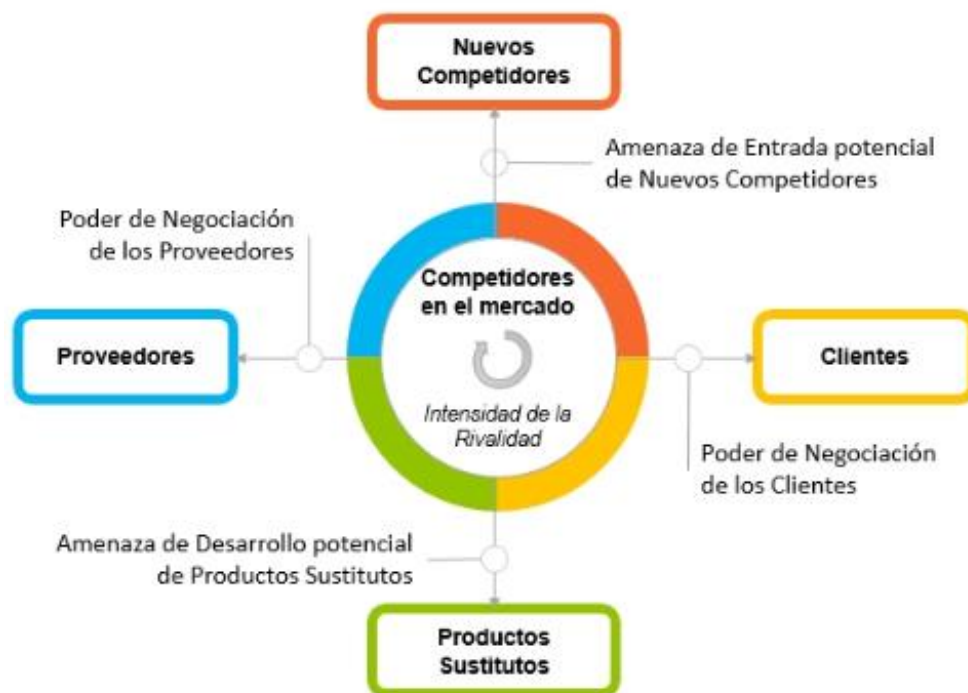 Nuevos
Competidores
Amenaza de Entrada potencial
de Nuevos Competidores
Poder de Negociación
de los Proveedores
Competidores
en el mercado
Proveedores
Clientes
Intensidad de la
Rivalidad
Poder de Negociación
de los Clientes
Amenaza de Desarrollo potencial
de Productos Sustitutos
Productos
Sustitutos